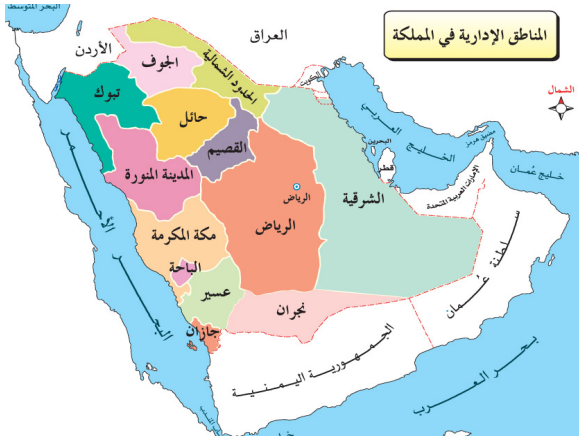 المناطق الإدارية في المملكة
البحر المتوسط
الأردن
العراق
الكويت
الشمال
الجوف
الحدود الشمالية
تبوك
حائل
القصيم
المدينة المنورة
الخليج العربي
مضيق هرمز
البحرين
قطر
خليج عُمان
الإمارات العربية المتحدة
الشرقية
الرياض
الرياض
مكة المكرمة
الباحة
عسير
جازان
نجران
البحر الأحمر
سلطنة عُمان
الجمهورية اليمنية
بحر العرب